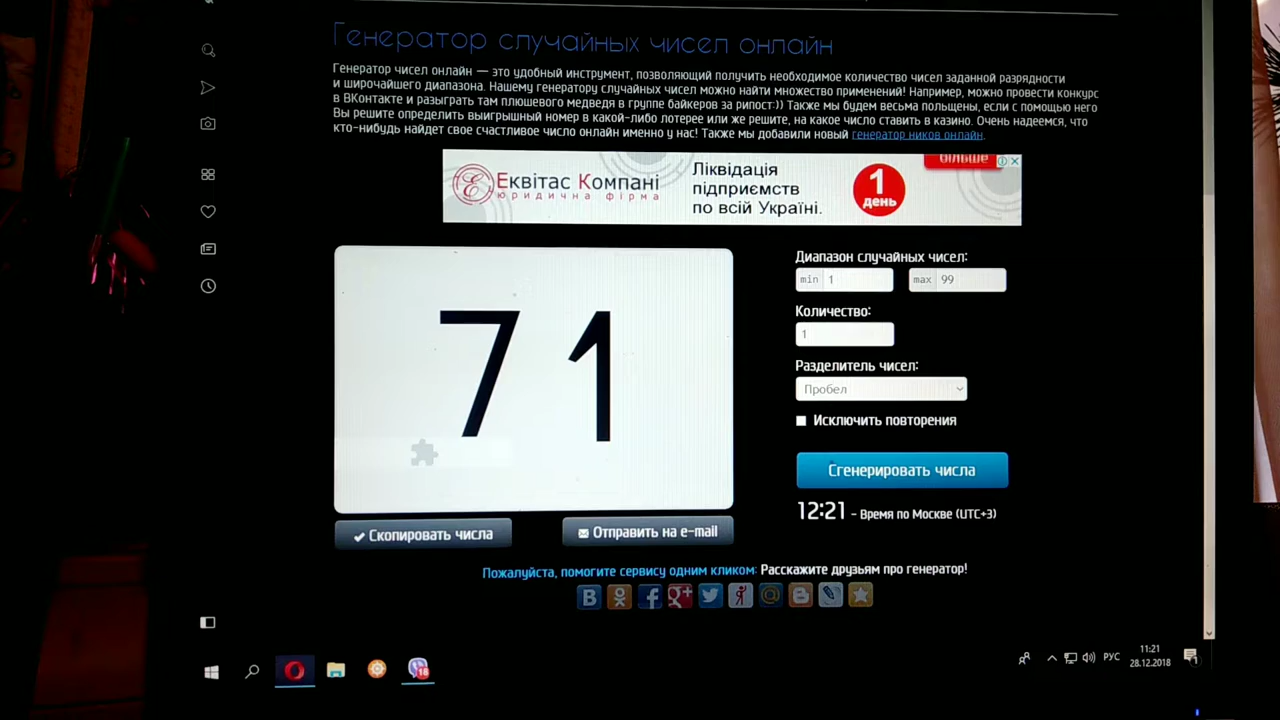 Генератор случайных чисел онлайн
Генератор чисел онлайн — это удобный инструмент, позволяющий получить необходимое количество чисел заданной разрядности
и широчайшего диапазона. Нашему генератору случайных чисел можно найти множество применений! Например, можно провести конкурс
в ВКонтакте и разыграть там плюшевого медведя в группе байкеров за рипост:)) Также мы будем весьма польщены, если с помощью него
Вы решите определить выигрышный номер в какой-либо лотерее или же решите, на какое число ставить в казино. Очень надеемся, что
кто-нибудь найдет свое счастливое число онлайн именно у нас! Также мы добавили новый генератор ников онлайн.
Еквітас Компані
юридична фірма
Ліквідація
підприємств
по всій Україні.
1
день
більше
71
Диапазон случайных чисел:
min 1
max 99
Количество:
1
Разделитель чисел:
Пробел
Исключить повторения
Сгенерировать числа
12:21 – Время по Москве (UTC+3)
Скопировать числа
Отправить на e-mail
Пожалуйста, помогите сервису одним кликом: Расскажите друзьям про генератор!
РУС
11:21
28.12.2018
1